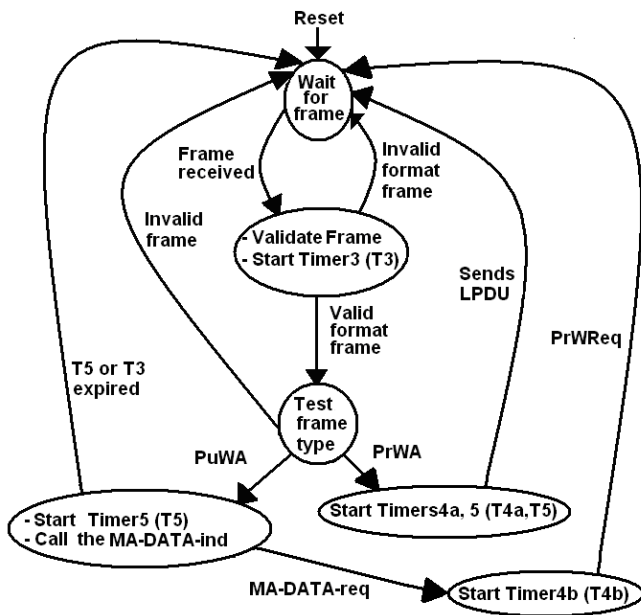 Reset
Wait
for
frame
Frame
received
Invalid
format
frame
Invalid
frame
- Validate Frame
- Start Timer3 (T3)
Sends
LPDU
Valid
format
frame
PrWReq
T5 or T3
expired
Test
frame
type
PuWA
PrWA
- Start Timer5 (T5)
- Call the MA-DATA-ind
Start Timers4a, 5 (T4a,T5)
MA-DATA-req
Start Timer4b (T4b)